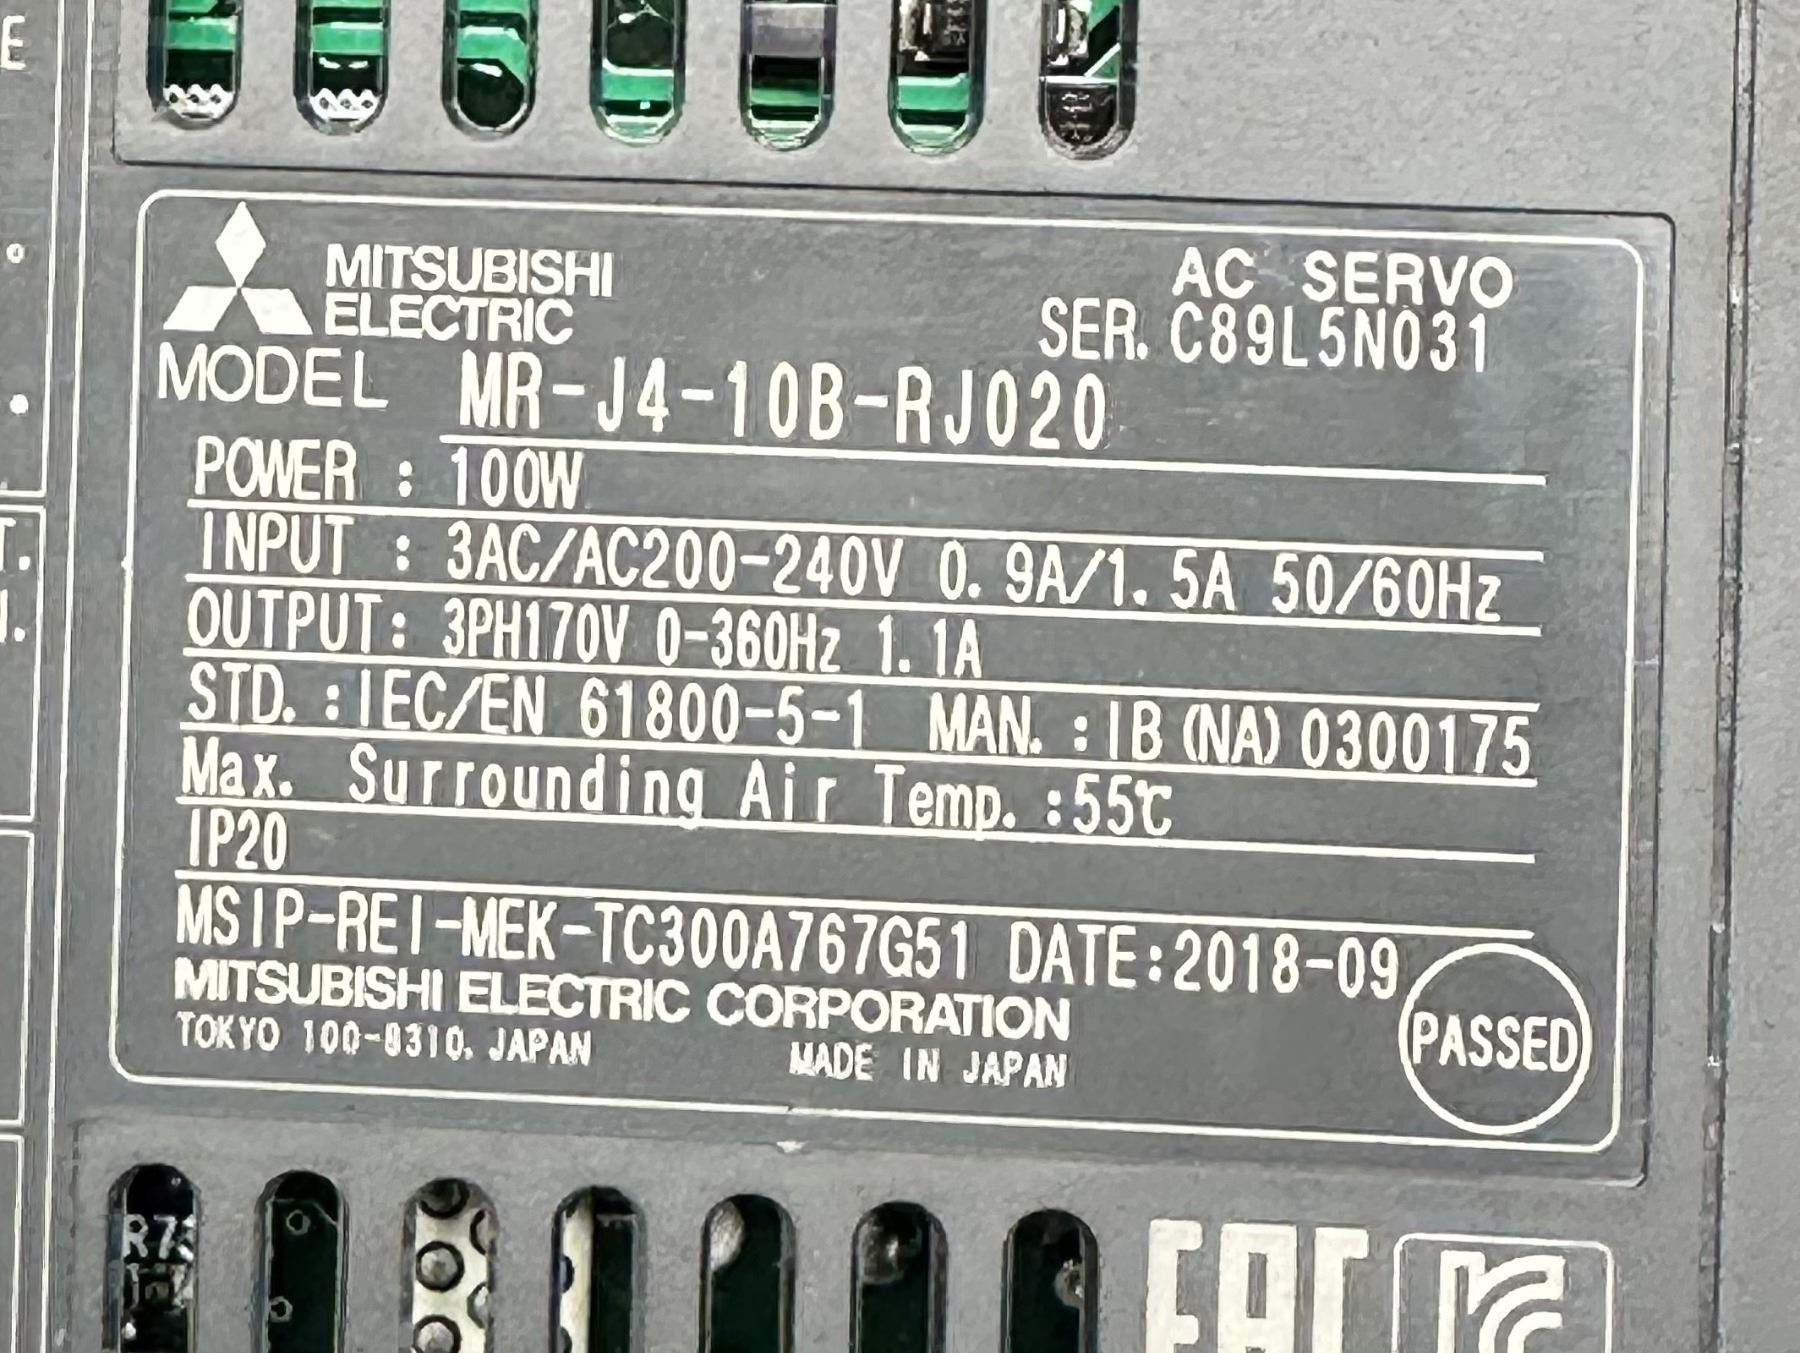 E
MITSUBISHI
ELECTRIC
AC SERVO
SER. C89L5N031
MODEL MR-J4-10B-RJ020
POWER : 100W
INPUT : 3AC/AC200-240V 0.9A/1.5A 50/60Hz
OUTPUT: 3PH170V 0-360Hz 1.1A
STD. :IEC/EN 61800-5-1 MAN. :IB(NA)0300175
Max. Surrounding Air Temp. :55℃
IP20
MSIP-REI-MEK-TC300A767G51 DATE:2018-09
MITSUBISHI ELECTRIC CORPORATION
TOKYO 100-8310, JAPAN MADE IN JAPAN
PASSED
EAC